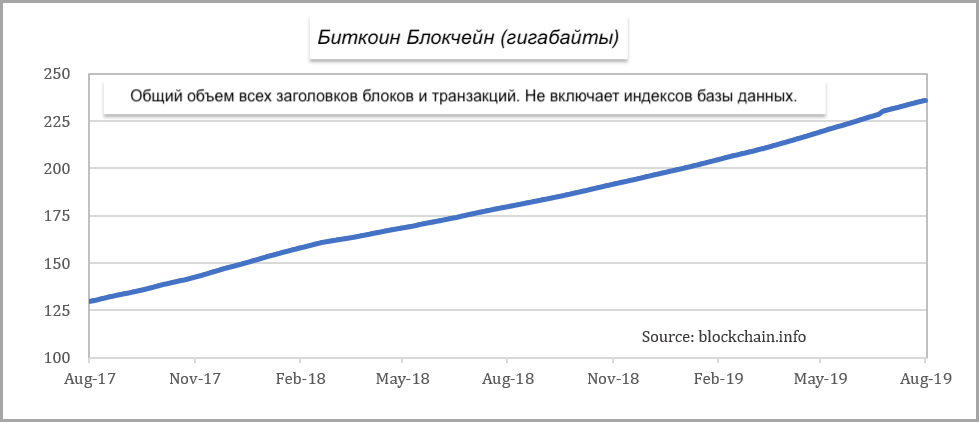 Биткоин Блокчейн (гигабайты)
250
Общий объем всех заголовков блоков и транзакций. Не включает индексов базы данных.
225
200
175
150
125
Source: blockchain.info
100
Aug-17 Nov-17 Feb-18 May-18 Aug-18 Nov-18 Feb-19 May-19 Aug-19